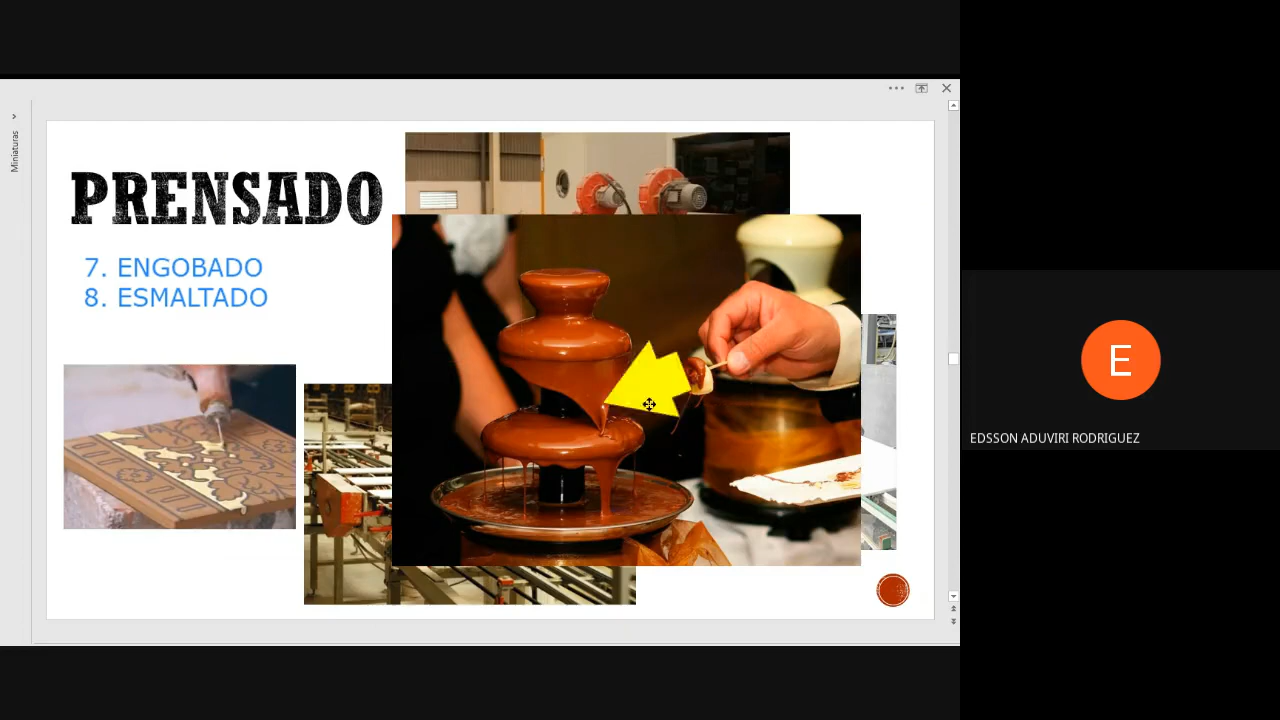 Miniaturas
PRENSADO
7. ENGOBADO
8. ESMALTADO
E
EDSSON ADUVIRI RODRIGUEZ